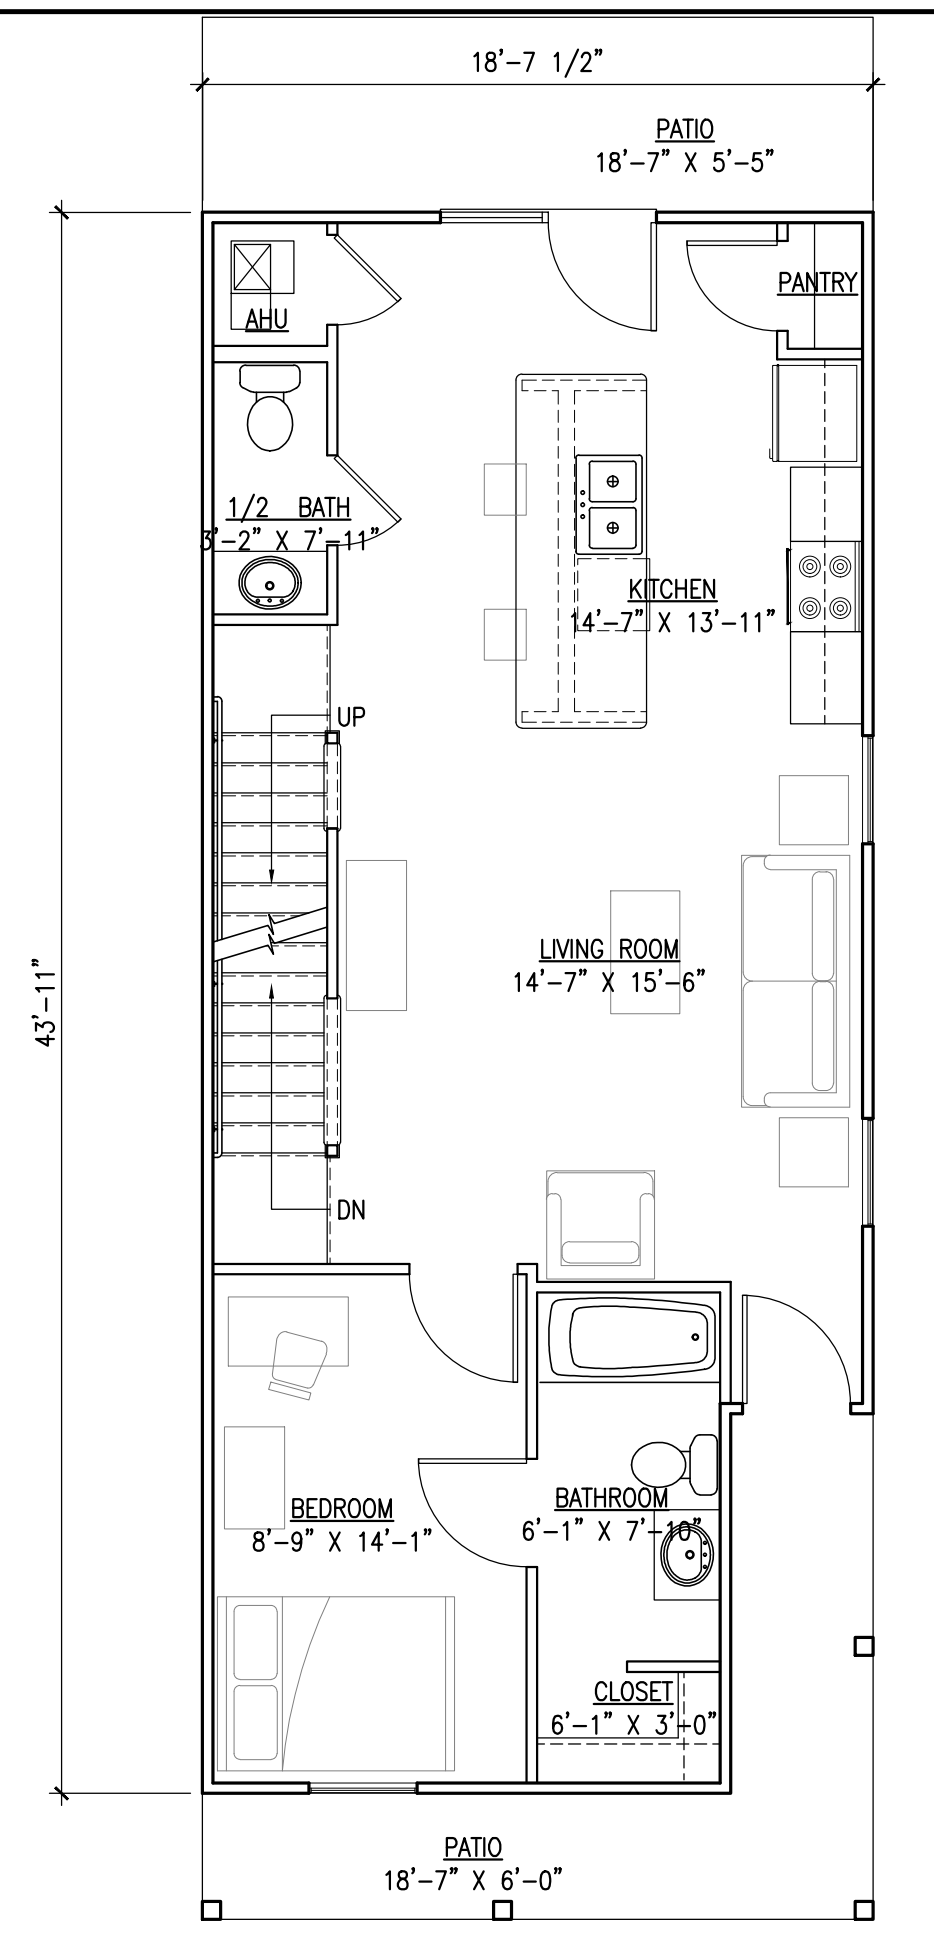 18'-7 1/2"
PATIO
18'-7" X 5'-5"
PANTRY
AHU
1/2 BATH
3'-2" X 7'-11"
KITCHEN
14'-7" X 13'-11"
UP
LIVING ROOM
14'-7" X 15'-6"
43'-11"
DN
BEDROOM
8'-9" X 14'-1"
BATHROOM
6'-1" X 7'-10"
CLOSET
6'-1" X 3'-0"
PATIO
18'-7" X 6'-0"